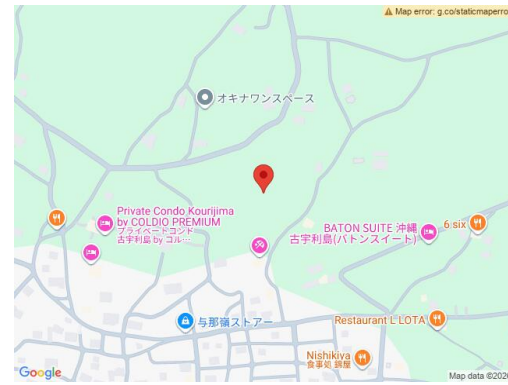 Map error: g.co/staticmaperro
オキナワンスペース
Private Condo Kourijima
by COLDIO PREMIUM
プライベートコンド
古宇利島 by コル…
BATON SUITE 沖縄
古宇利島(バトンスイート)
6 six
与那嶺ストアー
Restaurant L LOTA
Nishikiya
食事処 錦屋
Google
Map data ©2026